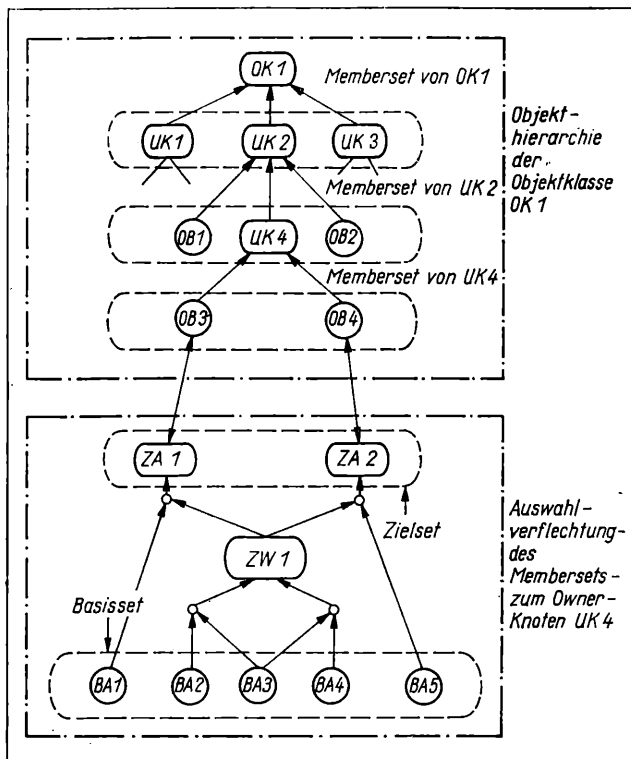 OK 1
Memberset von OK1
UK 1
UK 2
UK 3
Memberset von UK 2
OB1
UK 4
OB2
Memberset von UK4
OB3
OB4
Objekt-
hierarchie
der
Objektklasse
OK 1
ZA 1
ZA 2
Zielset
ZW 1
Basisset
BA1
BA2
BA3
BA4
BA5
Auswahl-
verflechtung-
des
Membersets-
zum Owner-
Knoten UK 4